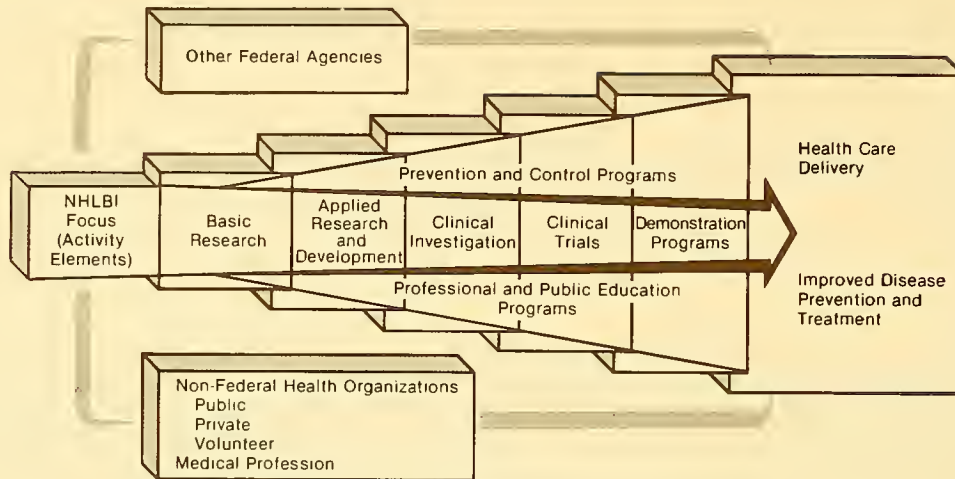 Other Federal Agencies
NHLBI
Focus
(Activity
Elements)
Basic
Research
Applied
Research
and
Development
Clinical
Investigation
Clinical
Trials
Demonstration
Programs
Prevention and Control Programs
Professional and Public Education
Programs
Health Care
Delivery
Improved Disease
Prevention and
Treatment
Non-Federal Health Organizations
Public
Private
Volunteer
Medical Profession